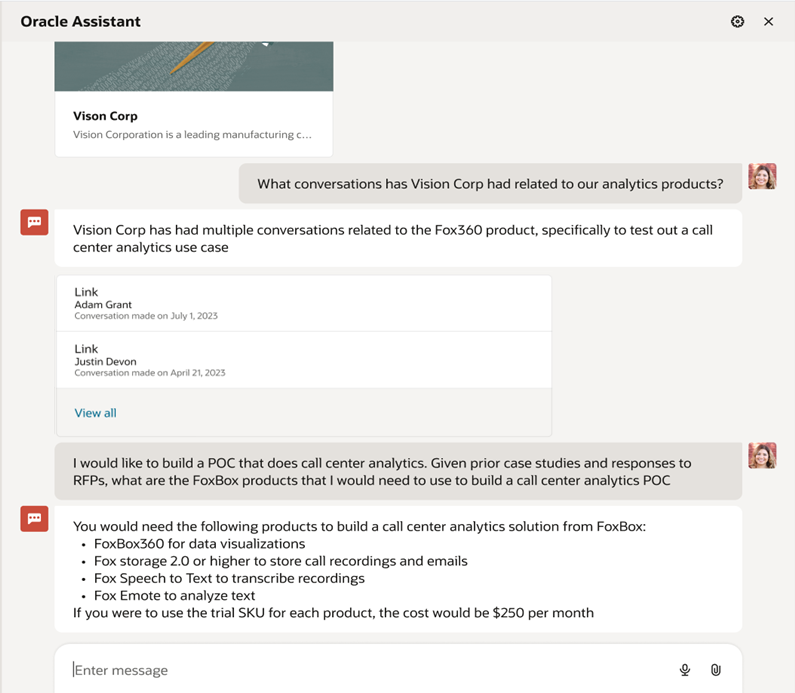 Oracle Assistant
Vison Corp
Vision Corporation is a leading manufacturing c...
What conversations has Vision Corp had related to our analytics products?
Vision Corp has had multiple conversations related to the Fox360 product, specifically to test out a call
center analytics use case
Link
Adam Grant
Conversation made on July 1, 2023
Link
Justin Devon
Conversation made on April 21, 2023
View all
I would like to build a POC that does call center analytics. Given prior case studies and responses to
RFPs, what are the FoxBox products that I would need to use to build a call center analytics POC
You would need the following products to build a call center analytics solution from FoxBox:
• FoxBox360 for data visualizations
• Fox storage 2.0 or higher to store call recordings and emails
• Fox Speech to Text to transcribe recordings
• Fox Emote to analyze text
If you were to use the trial SKU for each product, the cost would be $250 per month
Enter message